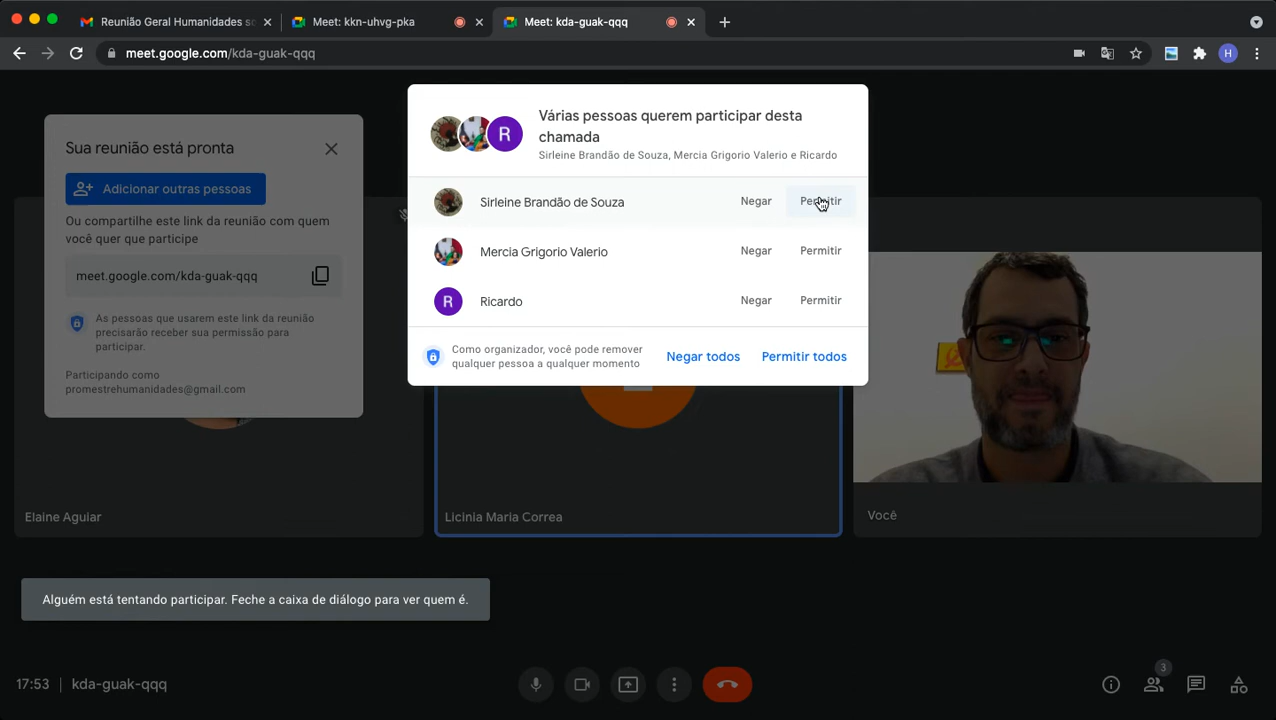 Reunião Geral Humanidades so
Meet: kkn-uhvg-pka
Meet: kda-guak-qqq
meet.google.com/kda-guak-qqq
H
Várias pessoas querem participar desta
chamada
Sirleine Brandão de Souza, Mercia Grigorio Valerio e Ricardo
R
Sirleine Brandão de Souza
Negar
Permitir
Mercia Grigorio Valerio
Negar
Permitir
R
Ricardo
Negar
Permitir
Como organizador, você pode remover
qualquer pessoa a qualquer momento
Negar todos
Permitir todos
Sua reunião está pronta
Adicionar outras pessoas
Ou compartilhe este link da reunião com quem
você quer que participe
meet.google.com/kda-guak-qqq
As pessoas que usarem este link da reunião
precisarão receber sua permissão para
participar.
Participando como
promestrehumanidades@gmail.com
Elaine Aguiar
Licinia Maria Correa
Você
Alguém está tentando participar. Feche a caixa de diálogo para ver quem é.
17:53
kda-guak-qqq
3